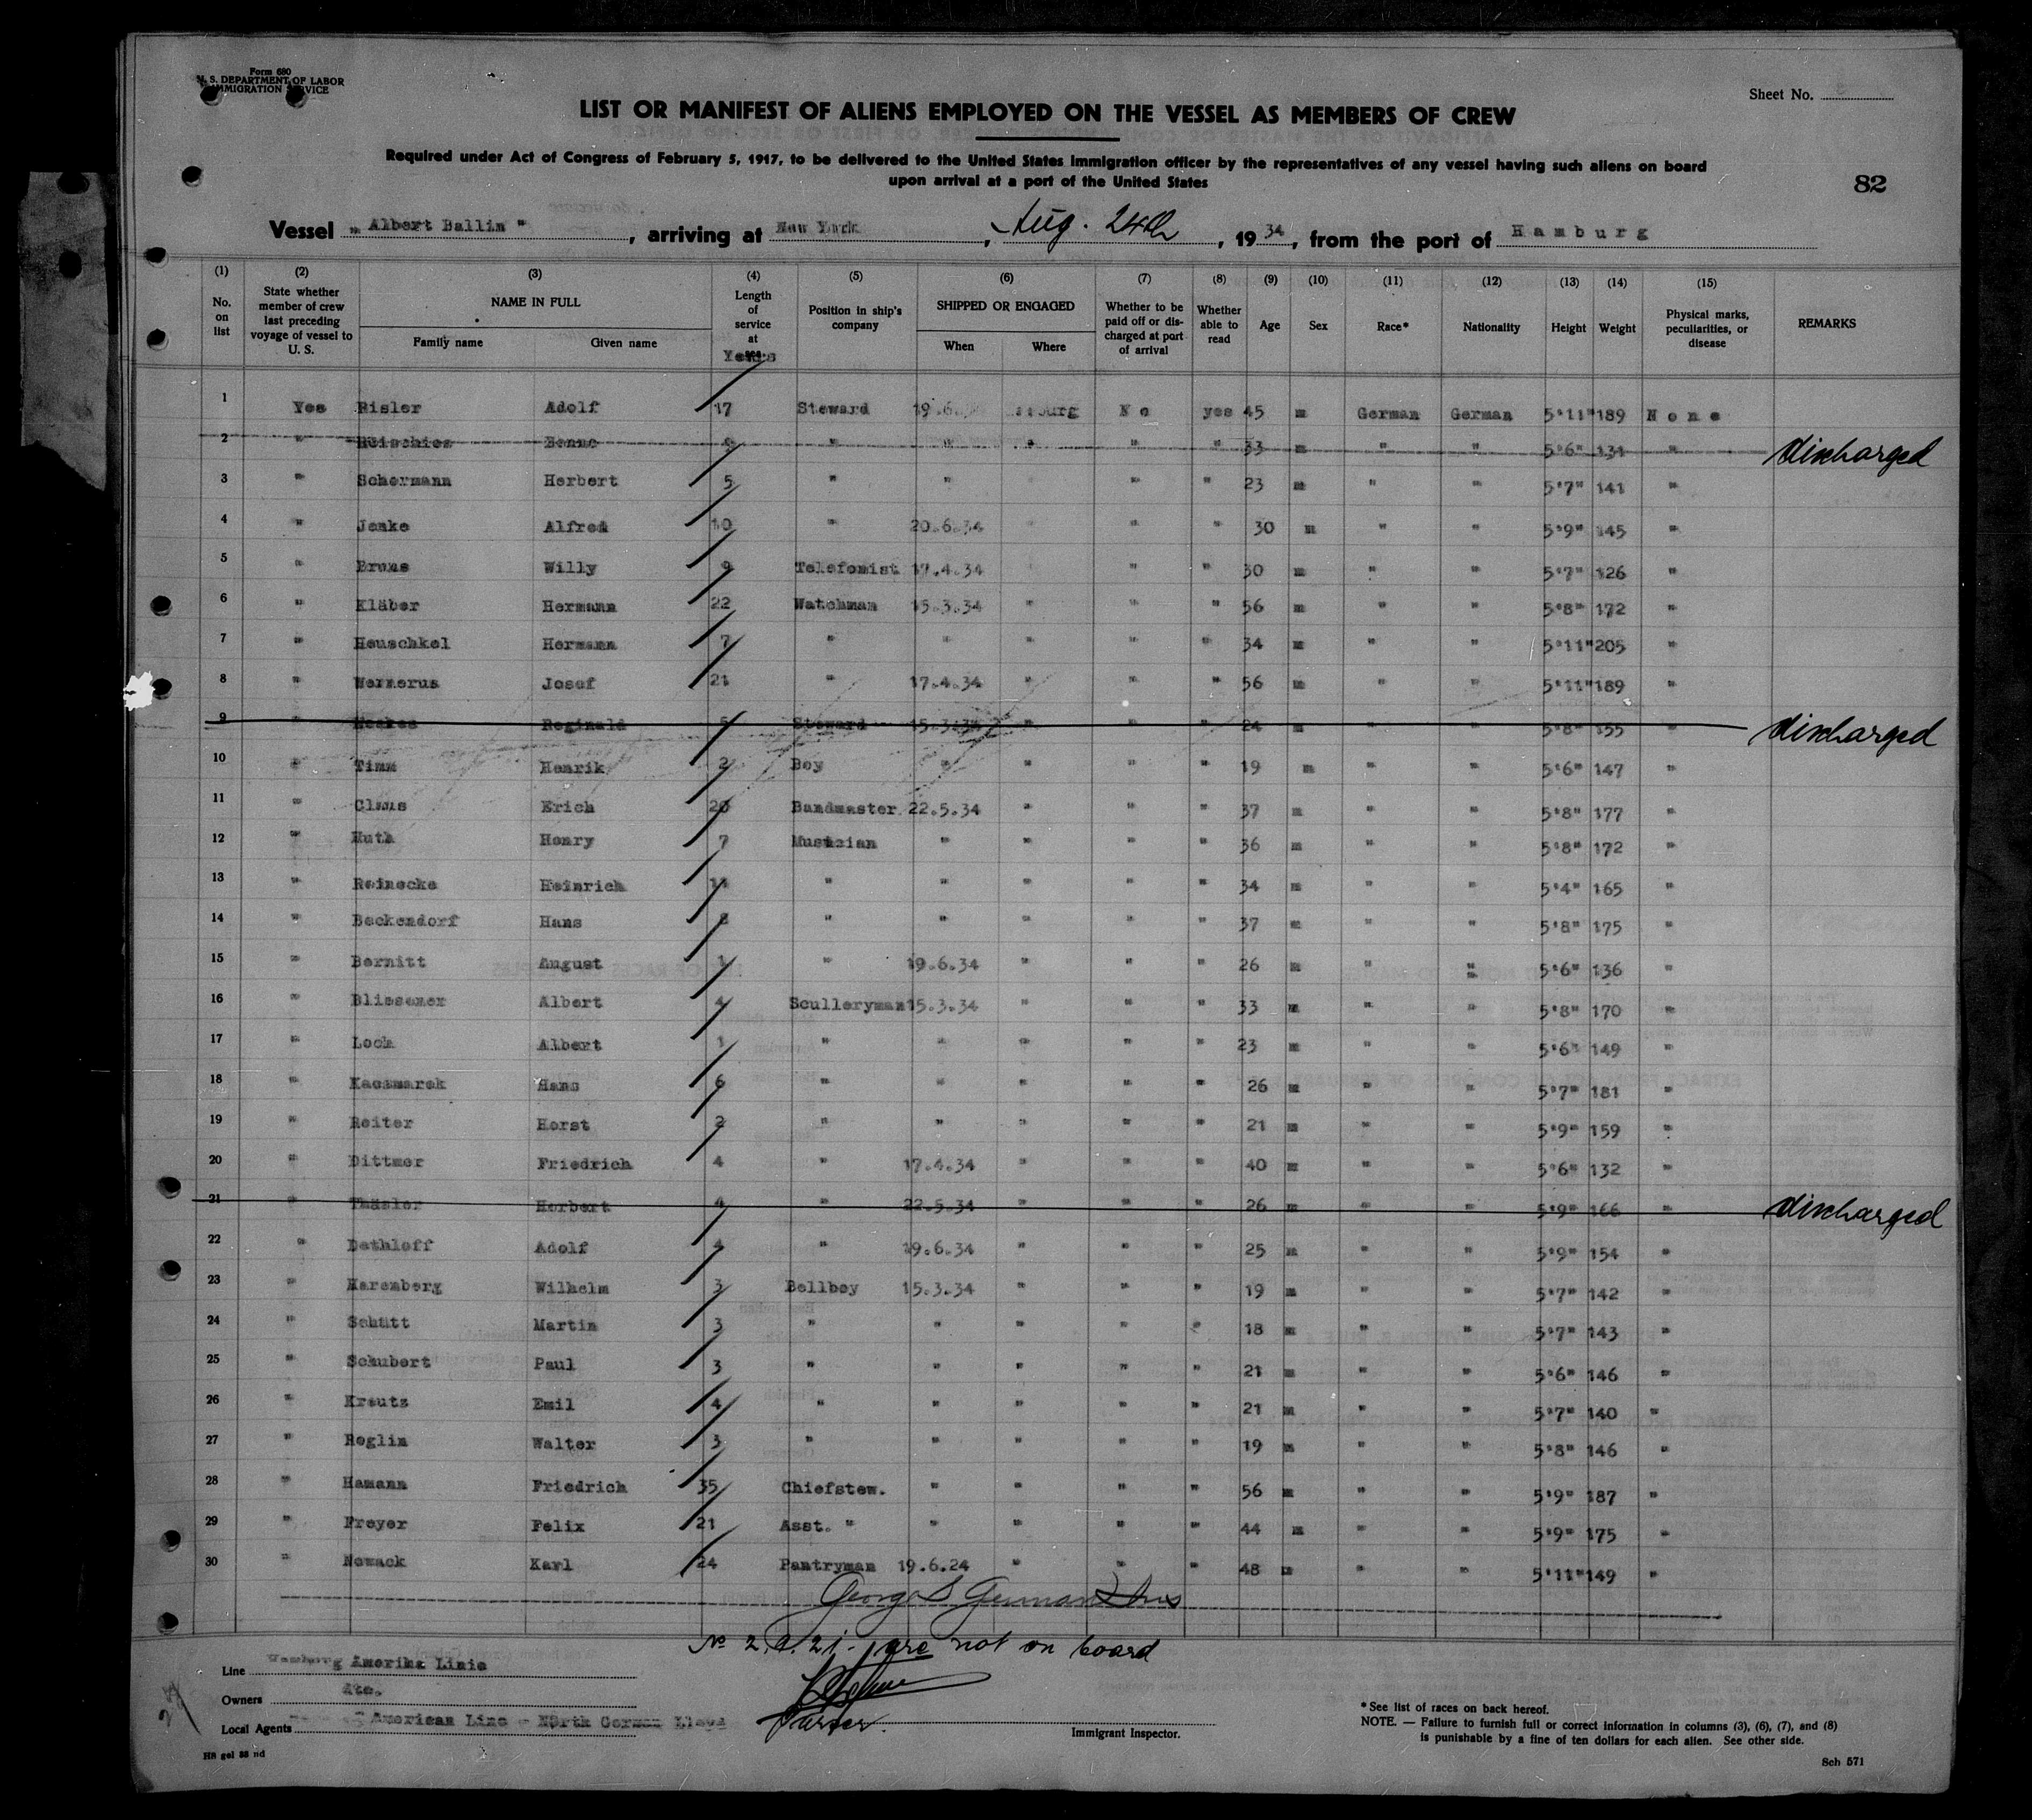 Form 680
U. S. DEPARTMENT OF LABOR
IMMIGRATION SERVICE
Sheet No.
LIST OR MANIFEST OF ALIENS EMPLOYED ON THE VESSEL AS MEMBERS OF CREW
Required under Act of Congress of February 5, 1917, to be delivered to the United States immigration officer by the representatives of any vessel having such aliens on board
upon arrival at a port of the United States
82
Vessel „ Albert Ballin ", arriving at New York, Aug. 24th, 1934, from the port of Hamburg
(1) (2) (3) (4) (5) (6) (7) (8) (9) (10) (11) (12) (13) (14) (15)
No. on list State whether member of crew last preceding voyage of vessel to U. S. NAME IN FULL Family name Given name Length of service at sea Years Position in ship's company SHIPPED OR ENGAGED When Where Whether to be paid off or discharged at port of arrival Whether able to read Age Sex Race* Nationality Height Weight Physical marks, peculiarities, or disease REMARKS
1 Yes Risler Adolf 17 Steward 19.6. No yes 45 m German German 5'11" 189 None
2 " Benno " " " " " 33 m " " 5'6" 131 " discharged
3 " Schermann Herbert 5 " " " " 23 m " " 5'7" 141 "
4 " Jenke Alfred 10 " 20.6.34 " " 30 m " " 5'9" 145 "
5 " Bruns Willy 9 Telefonist 17.4.34 " " 30 m " " 5'7" 126 "
6 " Kläber Hermann 22 Watchman 15.3.34 " " " 56 m " " 5'8" 172 "
7 " Heuschkel Hermann 7 " " " " " 34 m " " 5'11" 205 "
8 " Wernerus Josef 21 " 17.4.34 " " " 56 m " " 5'11" 189 "
9 " Reginald 5 Steward 15.3.34 " " " 24 m " " 5'8" 155 " discharged
10 " Timm Henrik 2 Boy " " " " 19 m " " 5'6" 147 "
11 " Claus Erich 20 Bandmaster 22.5.34 " " " 37 m " " 5'8" 177 "
12 " Huth Henry 7 Musician " " " " 36 m " " 5'8" 172 "
13 " Reinecke Heinrich " " " " " 34 m " " 5'4" 165 "
14 " Beckendorf Hans 8 " " " " " 37 m " " 5'8" 175 "
15 " Bernitt August 1 " 19.6.34 " " " 26 m " " 5'6" 136 "
16 " Blissener Albert 4 Sculleryman 15.3.34 " " " 33 m " " 5'8" 170 "
17 " Loch Albert 1 " " " " " 23 m " " 5'6" 149 "
18 " Kaczmarek Hans 6 " " " " " 26 m " " 5'7" 181 "
19 " Reiter Horst 2 " " " " " 21 m " " 5'9" 159 "
20 " Dittmer Friedrich 4 " 17.4.34 " " " 40 m " " 5'6" 132 "
21 " Herbert 4 " 22.5.34 " " " 26 m " " 5'9" 166 " discharged
22 " Dethloff Adolf 4 " 19.6.34 " " " 25 m " " 5'9" 154 "
23 " Harenberg Wilhelm 3 Bellboy 15.3.34 " " " 19 m " " 5'7" 142 "
24 " Schütt Martin 3 " " " " " 18 m " " 5'7" 143 "
25 " Schubert Paul 3 " " " " " 21 m " " 5'6" 146 "
26 " Kreutz Emil 4 " " " " " 21 m " " 5'7" 140 "
27 " Reglin Walter 3 " " " " " 19 m " " 5'8" 146 "
28 " Hamann Friedrich 35 Chiefstew. " " " " 56 m " " 5'9" 187 "
29 " Freyer Felix 21 Asst. " " " " " 44 m " " 5'9" 175 "
30 " Nowack Karl 24 Pantryman 19.6.24 " " " 48 m " " 5'11" 149 "
George S German
No 2. 9. 21. are not on board
Line Hamburg Amerika Linie
Owners dto.
Purser.
Local Agents American Line - North German Lloyd
Immigrant Inspector.
* See list of races on back hereof.
NOTE. — Failure to furnish full or correct information in columns (3), (6), (7), and (8)
is punishable by a fine of ten dollars for each alien. See other side.
Sch 571